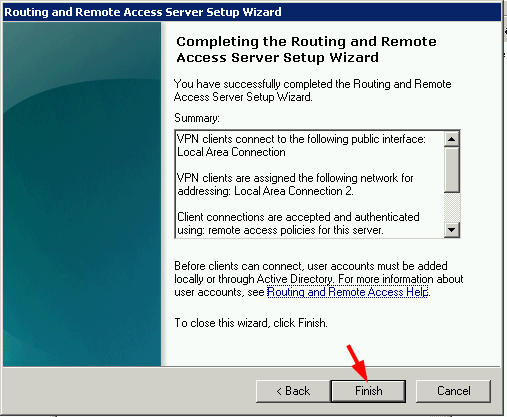 Routing and Remote Access Server Setup Wizard
Completing the Routing and Remote
Access Server Setup Wizard
You have successfully completed the Routing and Remote
Access Server Setup Wizard.
Summary:
VPN clients connect to the following public interface:
Local Area Connection
VPN clients are assigned the following network for
addressing: Local Area Connection 2.
Client connections are accepted and authenticated
using: remote access policies for this server.
Before clients can connect, user accounts must be added
locally or through Active Directory. For more information about
user accounts, see Routing and Remote Access Help.
To close this wizard, click Finish.
< Back
Finish
Cancel